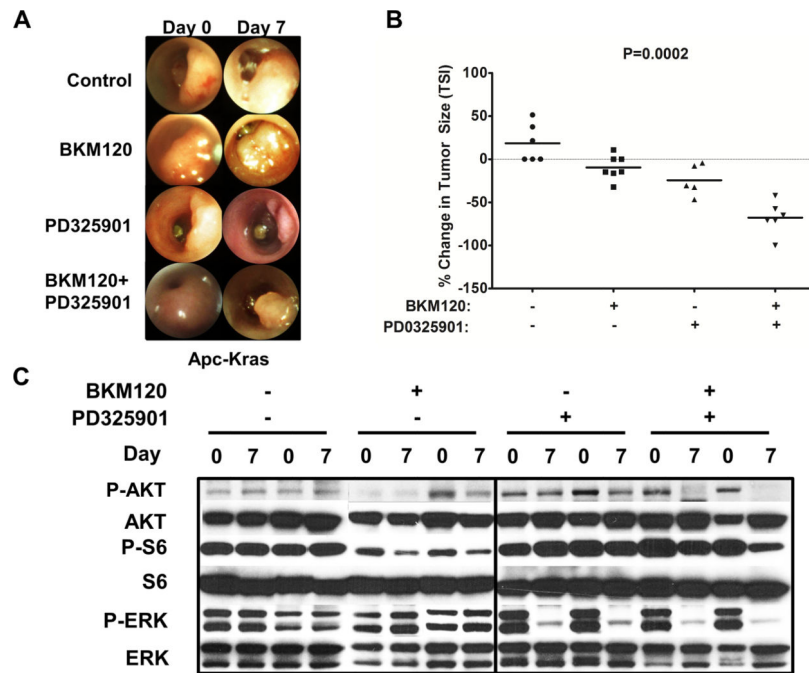 A
Day 0 Day 7
Control
BKM120
PD325901
BKM120+
PD325901
Apc-Kras
B
P=0.0002
% Change in Tumor Size (TSI)
100
50
0
-50
-100
-150
BKM120: - + - +
PD0325901: - - + +
C
BKM120 - + - +
PD325901 - - + +
Day 0 7 0 7 0 7 0 7 0 7 0 7 0 7 0 7
P-AKT
AKT
P-S6
S6
P-ERK
ERK